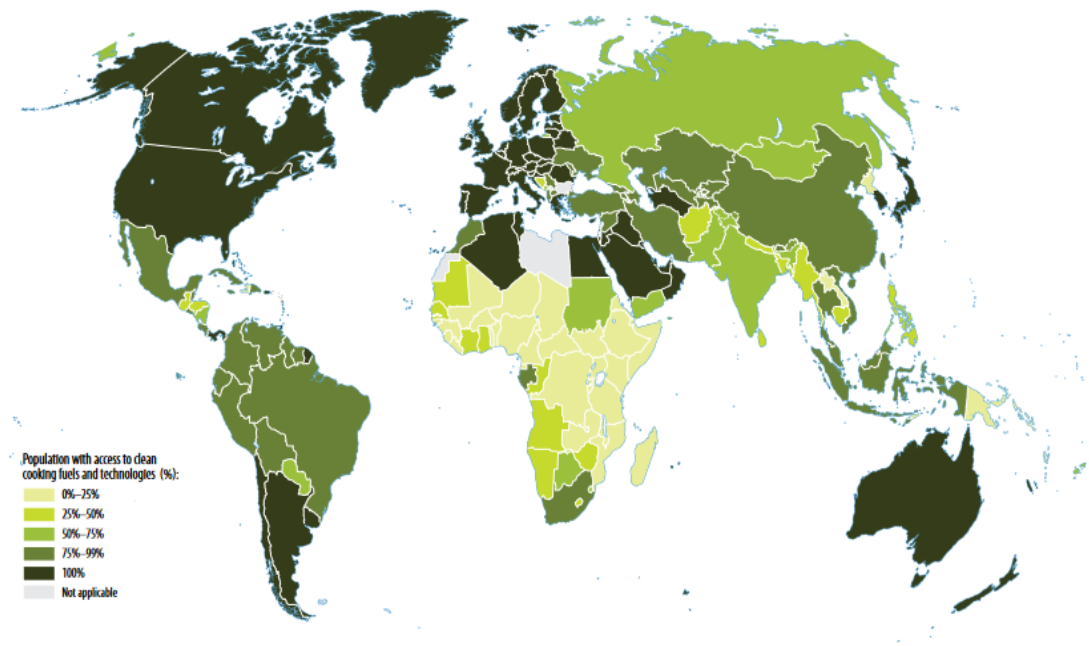 Population with access to clean
cooking fuels and technologies (%):
0%–25%
25%–50%
50%–75%
75%–99%
100%
Not applicable